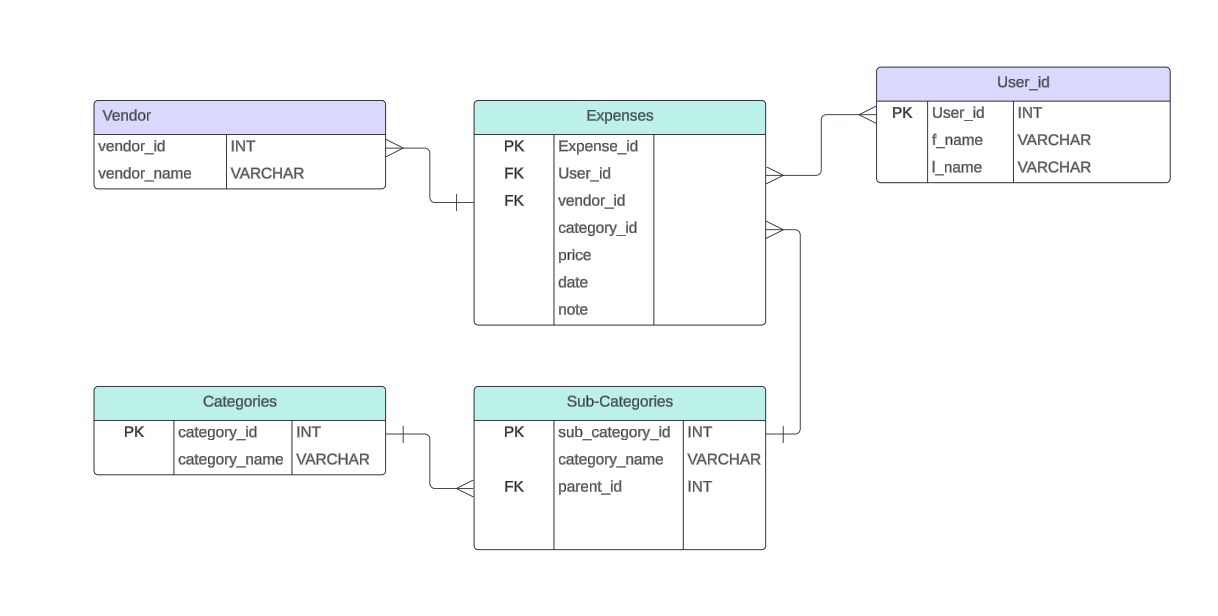 User_id
PK User_id INT
f_name VARCHAR
l_name VARCHAR
Vendor
vendor_id INT
vendor_name VARCHAR
Expenses
PK Expense_id
FK User_id
FK vendor_id
category_id
price
date
note
Categories
PK category_id INT
category_name VARCHAR
Sub-Categories
PK sub_category_id INT
category_name VARCHAR
FK parent_id INT